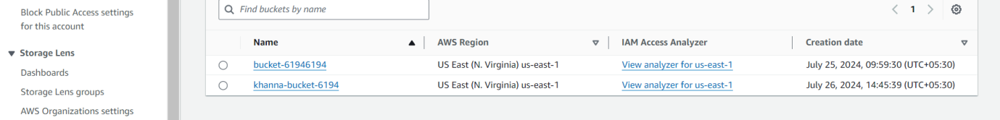 Block Public Access settings
for this account
Storage Lens
Dashboards
Storage Lens groups
AWS Organizations settings
Find buckets by name
1
Name AWS Region IAM Access Analyzer Creation date
bucket-61946194 US East (N. Virginia) us-east-1 View analyzer for us-east-1 July 25, 2024, 09:59:30 (UTC+05:30)
khanna-bucket-6194 US East (N. Virginia) us-east-1 View analyzer for us-east-1 July 26, 2024, 14:45:39 (UTC+05:30)